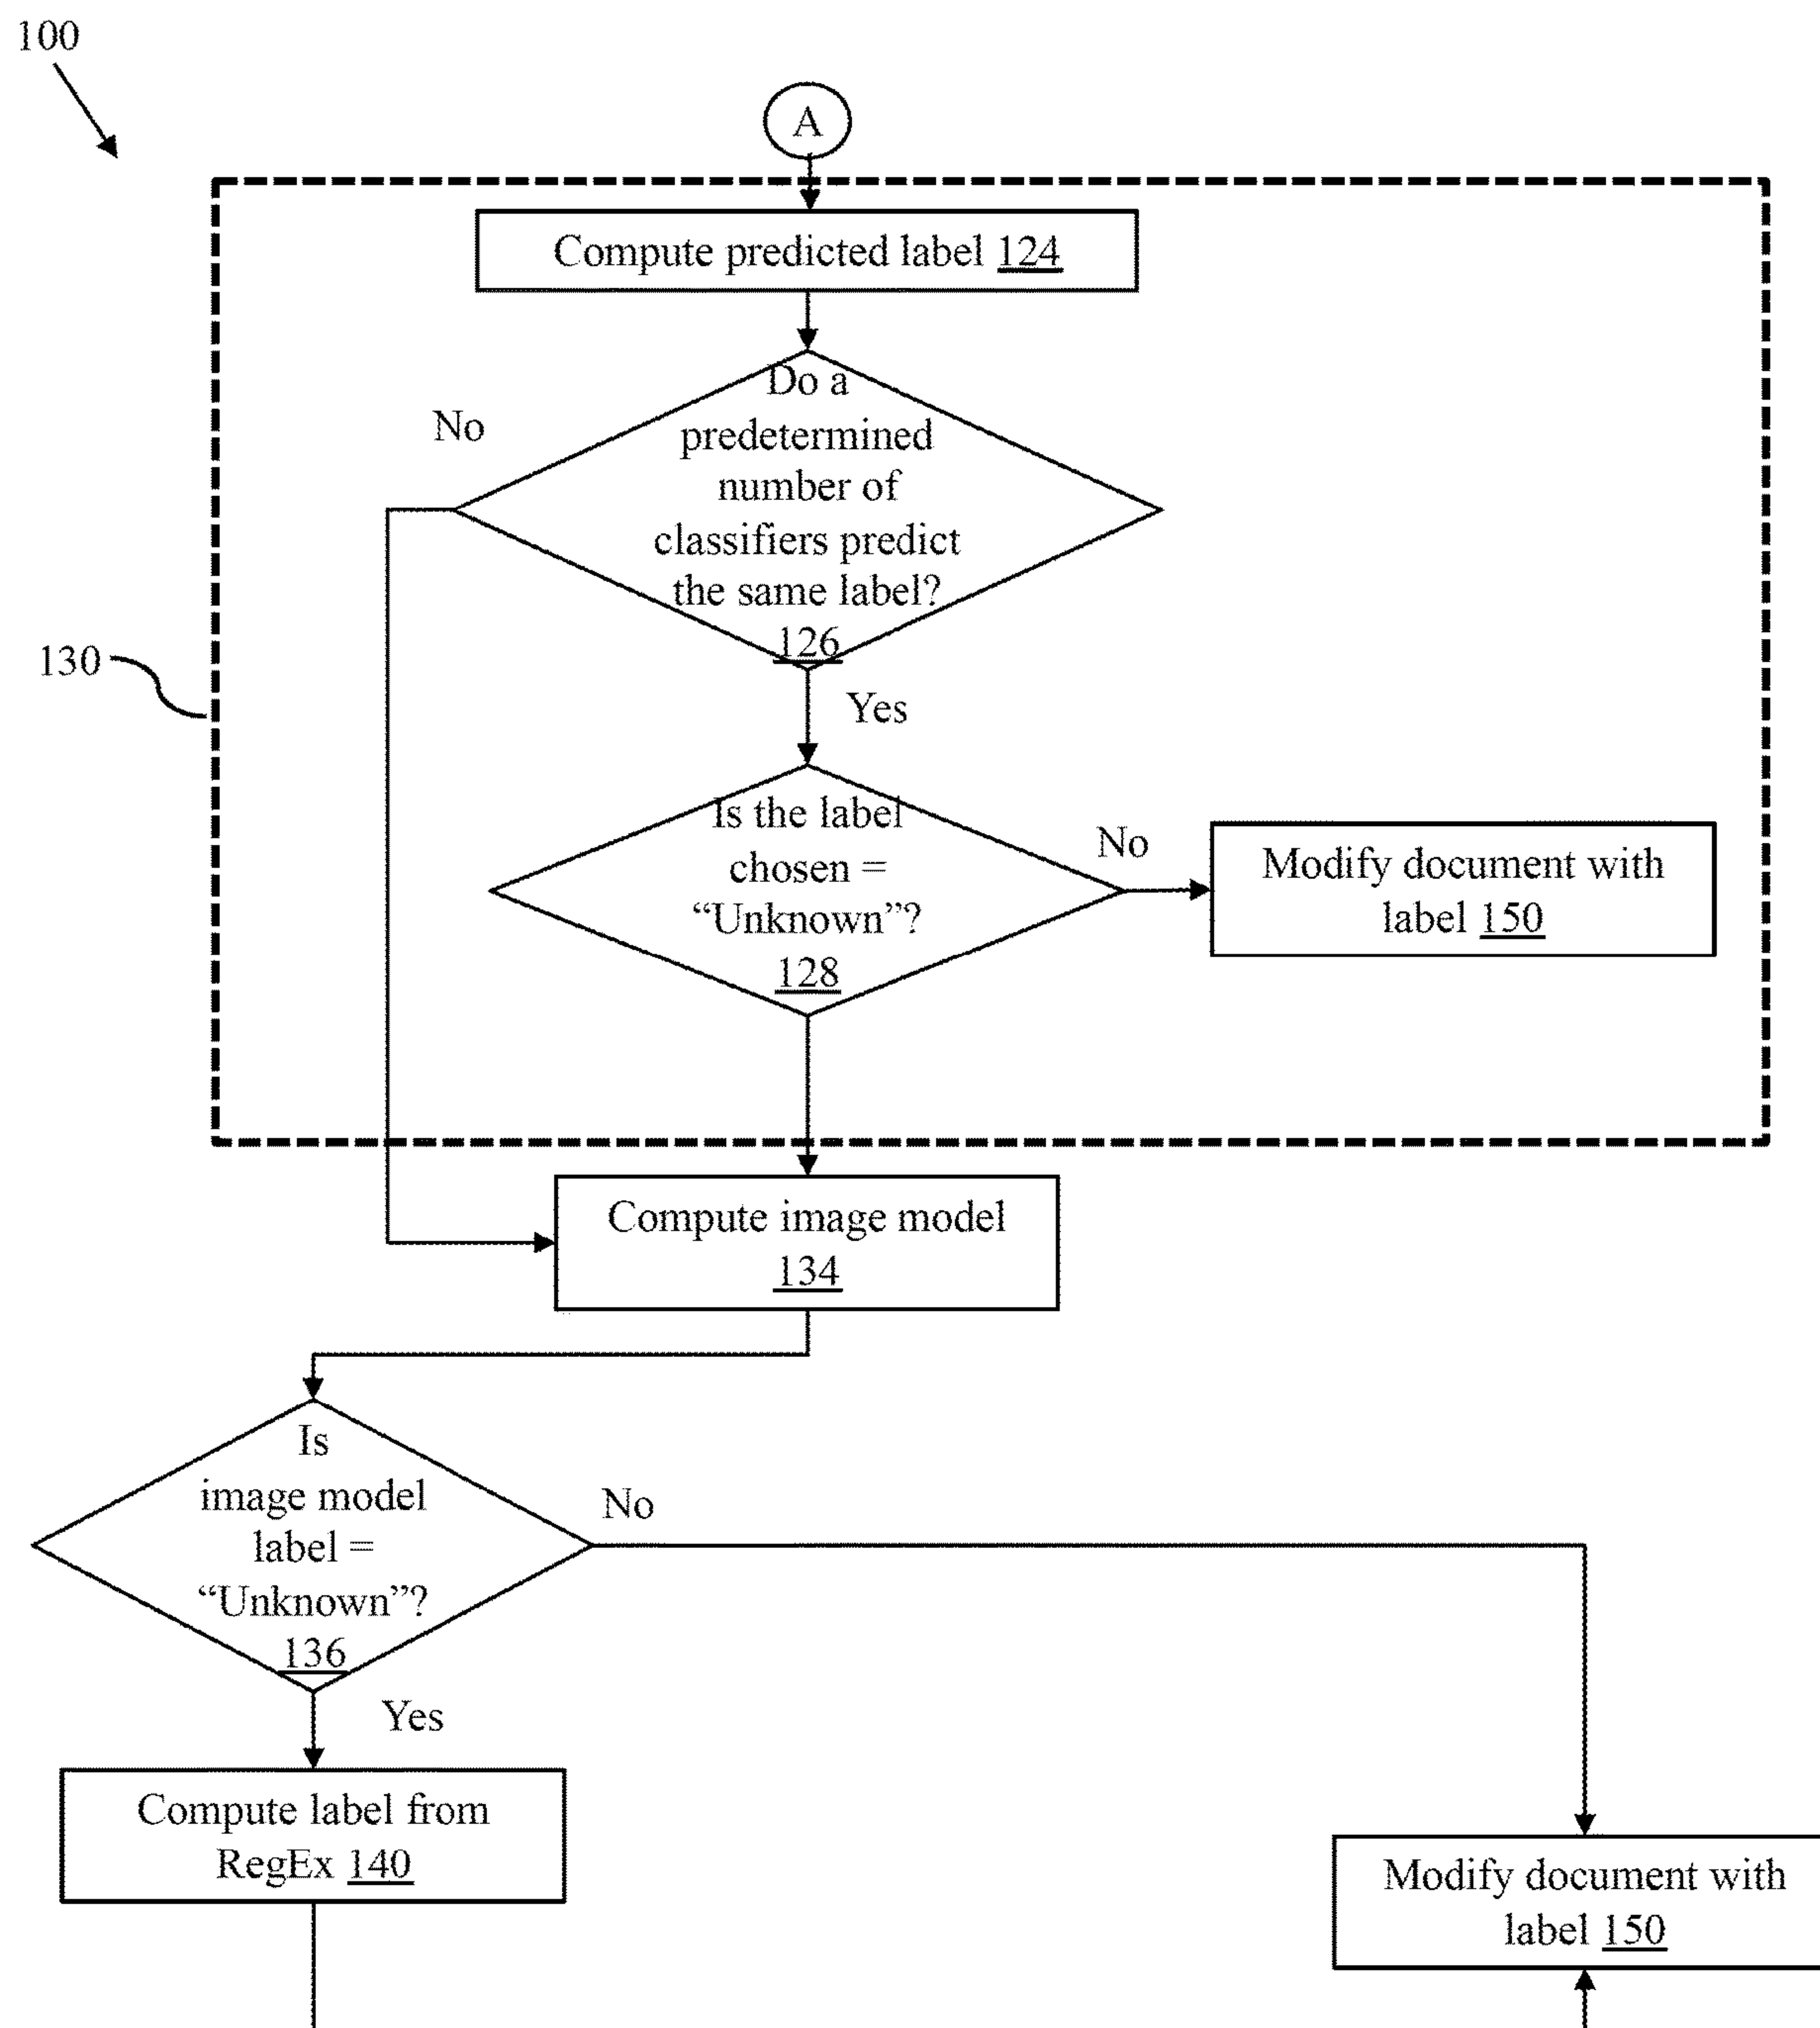 100
A
Compute predicted label 124
Do a
predetermined
number of
classifiers predict
the same label?
126
No
Yes
130
Is the label
chosen =
“Unknown”?
128
No
Modify document with
label 150
Compute image model
134
Is
image model
label =
“Unknown”?
136
No
Yes
Compute label from
RegEx 140
Modify document with
label 150